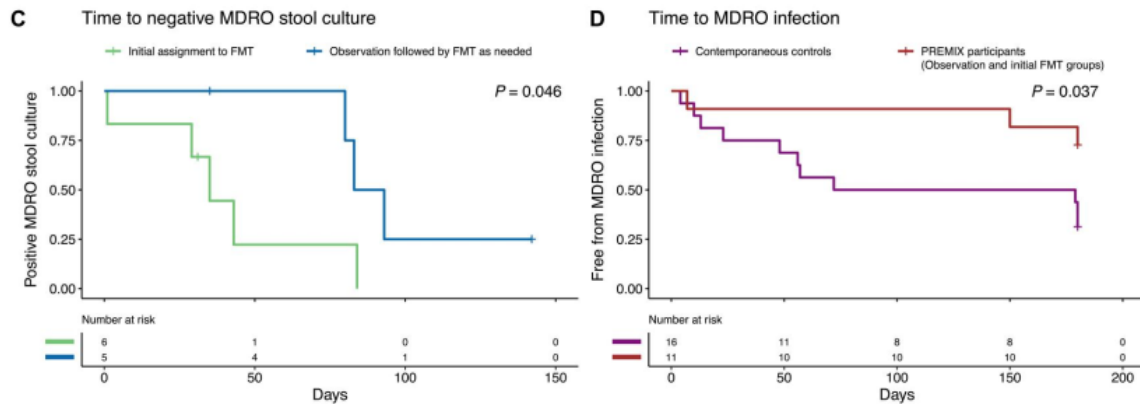 C Time to negative MDRO stool culture
Initial assignment to FMT Observation followed by FMT as needed
P = 0.046
Positive MDRO stool culture
1.00
0.75
0.50
0.25
0.00
Number at risk
6 1 0 0
5 4 1 0
0 50 100 150
Days
D Time to MDRO infection
Contemporaneous controls PREMIX participants
(Observation and initial FMT groups)
P = 0.037
Free from MDRO infection
1.00
0.75
0.50
0.25
0.00
Number at risk
16 11 8 8 0
11 10 10 10 0
0 50 100 150 200
Days